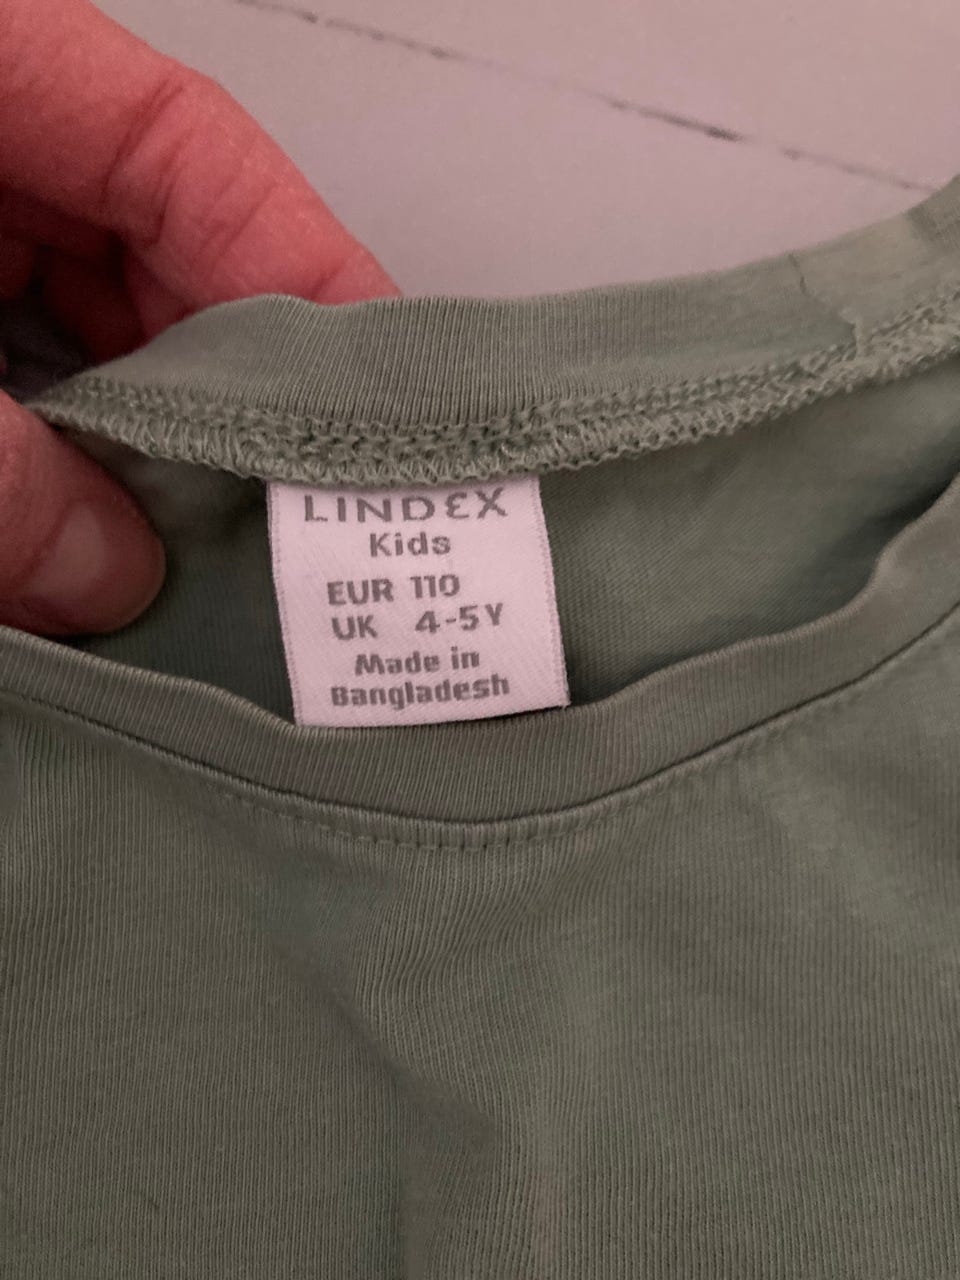 LINDEX
Kids
EUR 110
UK 4-5Y
Made in
Bangladesh